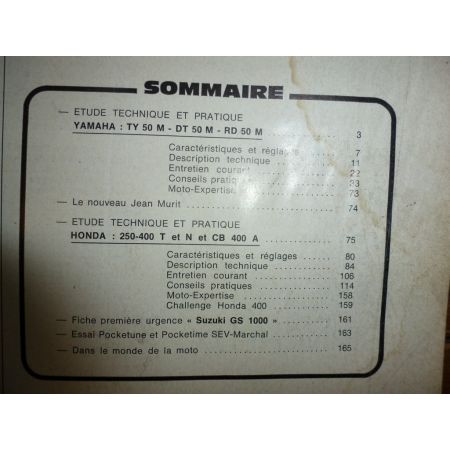 SOMMAIRE
— ETUDE TECHNIQUE ET PRATIQUE
YAMAHA : TY 50 M - DT 50 M - RD 50 M .................. 3
Caractéristiques et réglages ...... 7
Description technique ............ 11
Entretien courant ................ 22
Conseils pratiques ............... 33
Moto-Expertise ................... 73
— Le nouveau Jean Murit ............................ 74
— ETUDE TECHNIQUE ET PRATIQUE
HONDA : 250-400 T et N et CB 400 A .................. 75
Caractéristiques et réglages ...... 80
Description technique ............ 84
Entretien courant ................ 106
Conseils pratiques ............... 114
Moto-Expertise ................... 158
Challenge Honda 400 .............. 159
— Fiche première urgence « Suzuki GS 1000 » ............ 161
— Essai Pocketune et Pocketime SEV-Marchal ............ 163
— Dans le monde de la moto ........................ 165